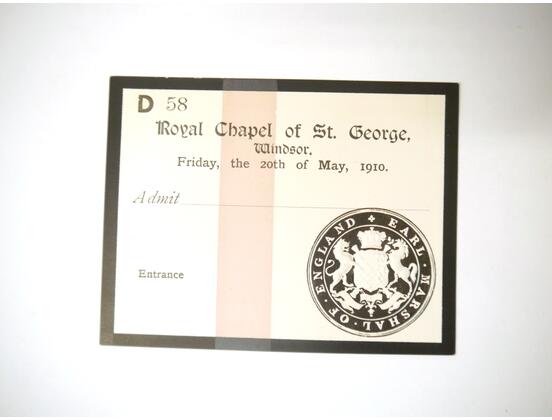 D 58
Royal Chapel of St. George,
Windsor.
Friday, the 20th of May, 1910.
Admit
Entrance
EARL · MARSHAL · OF · ENGLAND